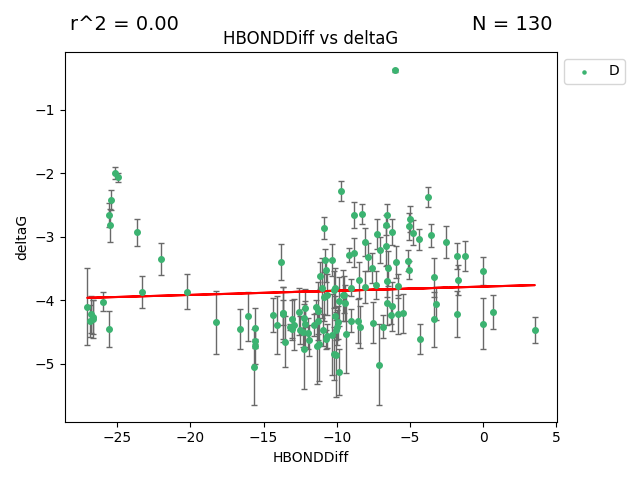 r^2 = 0.00
N = 130
HBONDDiff vs deltaG
D
−1
−2
−3
−4
−5
deltaG
−25
−20
−15
−10
−5
0
5
HBONDDiff